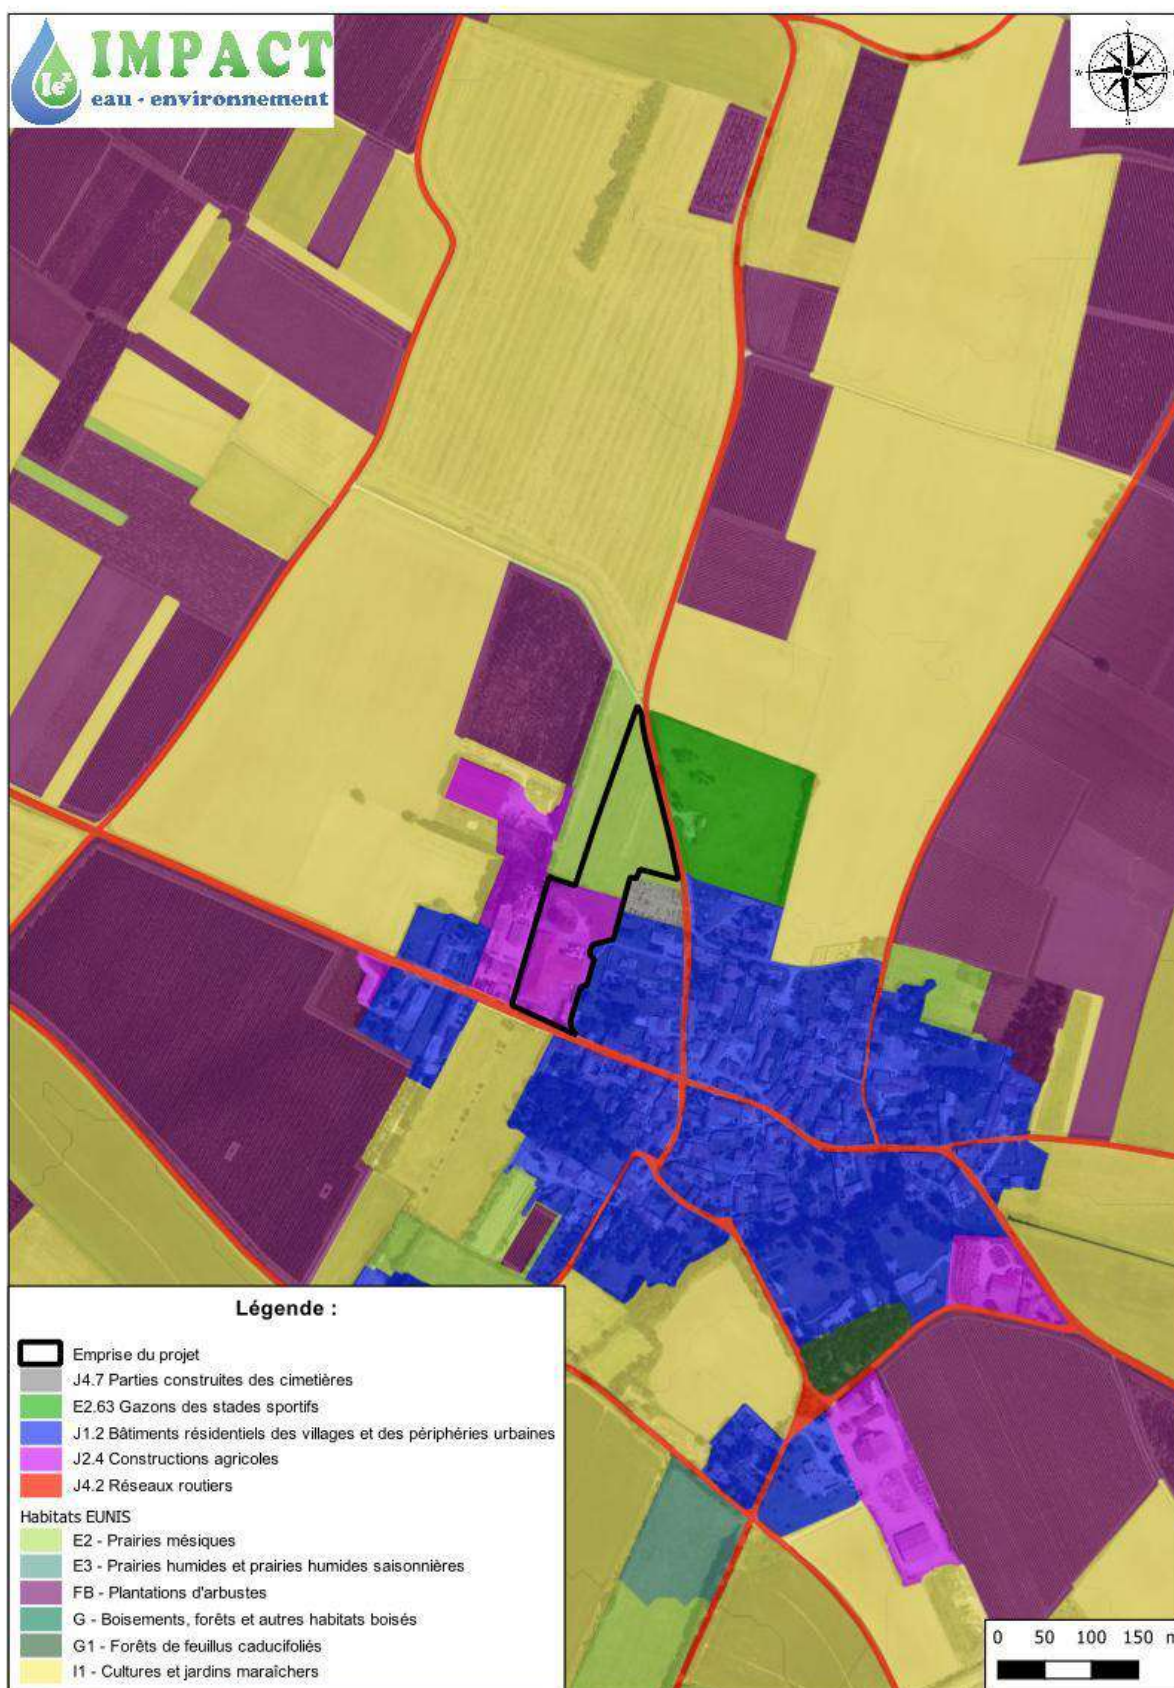 IMPACT
Ie²
eau - environnement
N
W
S
Légende :
Emprise du projet
J4.7 Parties construites des cimetières
E2.63 Gazons des stades sportifs
J1.2 Bâtiments résidentiels des villages et des périphéries urbaines
J2.4 Constructions agricoles
J4.2 Réseaux routiers
Habitats EUNIS
E2 - Prairies mésiques
E3 - Prairies humides et prairies humides saisonnières
FB - Plantations d'arbustes
G - Boisements, forêts et autres habitats boisés
G1 - Forêts de feuillus caducifoliés
I1 - Cultures et jardins maraîchers
0 50 100 150 m